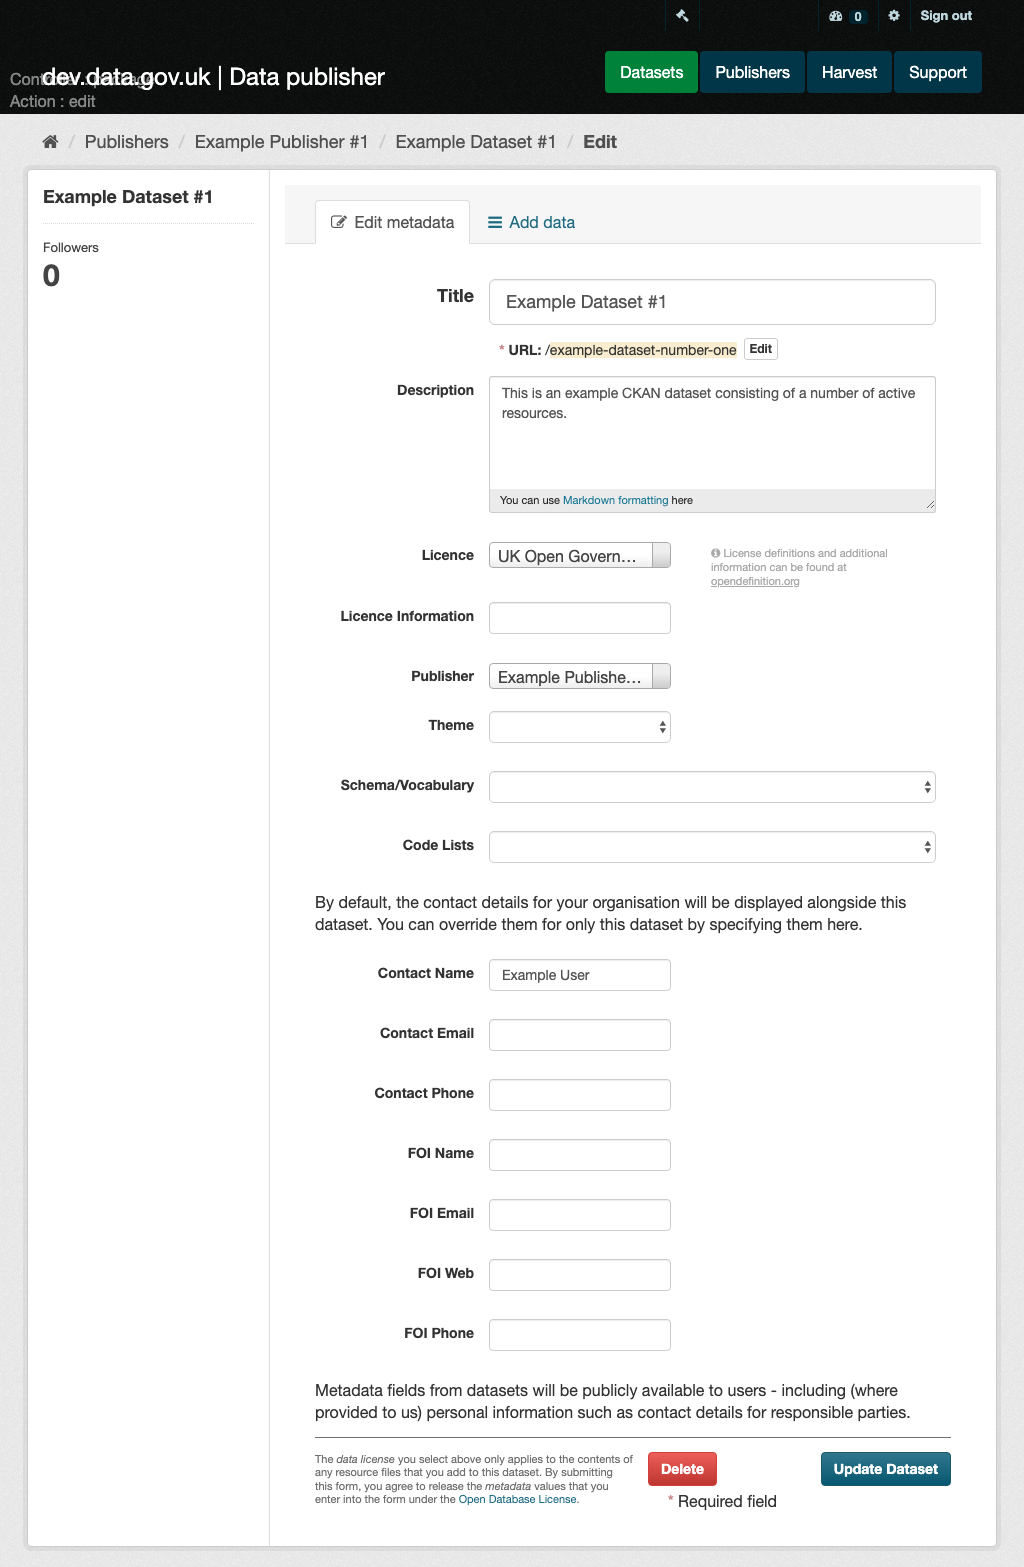 0
Sign out
Controller : package
dev.data.gov.uk | Data publisher
Action : edit
Datasets
Publishers
Harvest
Support
/ Publishers / Example Publisher #1 / Example Dataset #1 / Edit
Example Dataset #1
Followers
0
Edit metadata
Add data
Title
Example Dataset #1
* URL: /example-dataset-number-one
Edit
Description
This is an example CKAN dataset consisting of a number of active
resources.
You can use Markdown formatting here
Licence
UK Open Govern...
License definitions and additional
information can be found at
opendefinition.org
Licence Information
Publisher
Example Publishe...
Theme
Schema/Vocabulary
Code Lists
By default, the contact details for your organisation will be displayed alongside this
dataset. You can override them for only this dataset by specifying them here.
Contact Name
Example User
Contact Email
Contact Phone
FOI Name
FOI Email
FOI Web
FOI Phone
Metadata fields from datasets will be publicly available to users - including (where
provided to us) personal information such as contact details for responsible parties.
The data license you select above only applies to the contents of
any resource files that you add to this dataset. By submitting
this form, you agree to release the metadata values that you
enter into the form under the Open Database License.
Delete
Update Dataset
* Required field